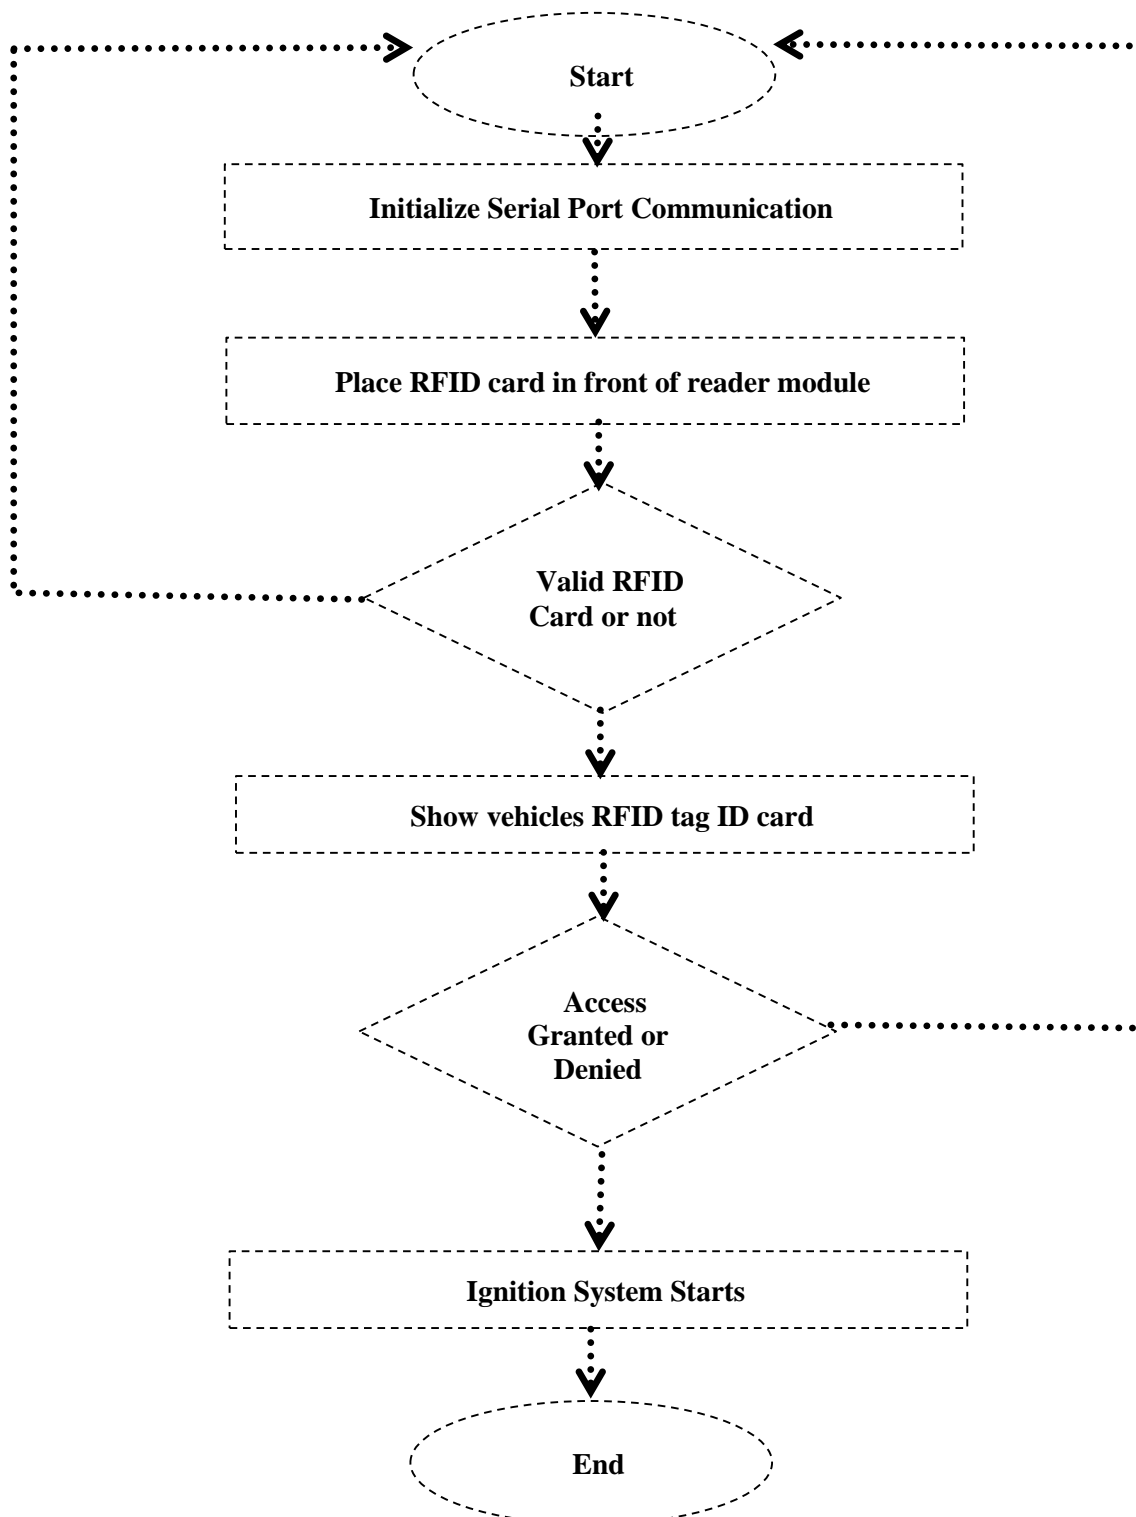 Start
Initialize Serial Port Communication
Place RFID card in front of reader module
Valid RFID
Card or not
Show vehicles RFID tag ID card
Access
Granted or
Denied
Ignition System Starts
End